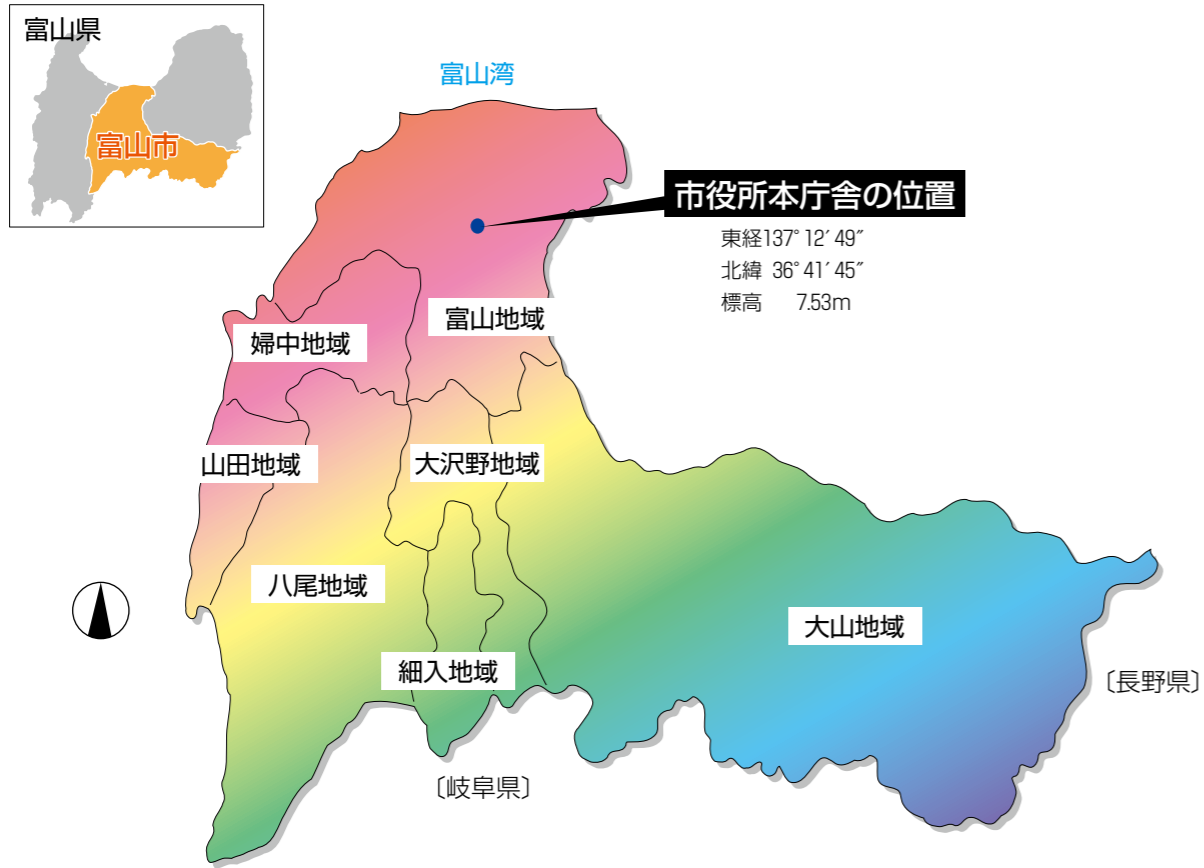 富山県
富山市
富山湾
市役所本庁舎の位置
東経137°12′49″
北緯 36°41′45″
標高 7.53m
富山地域
婦中地域
山田地域
大沢野地域
八尾地域
大山地域
細入地域
〔長野県〕
〔岐阜県〕